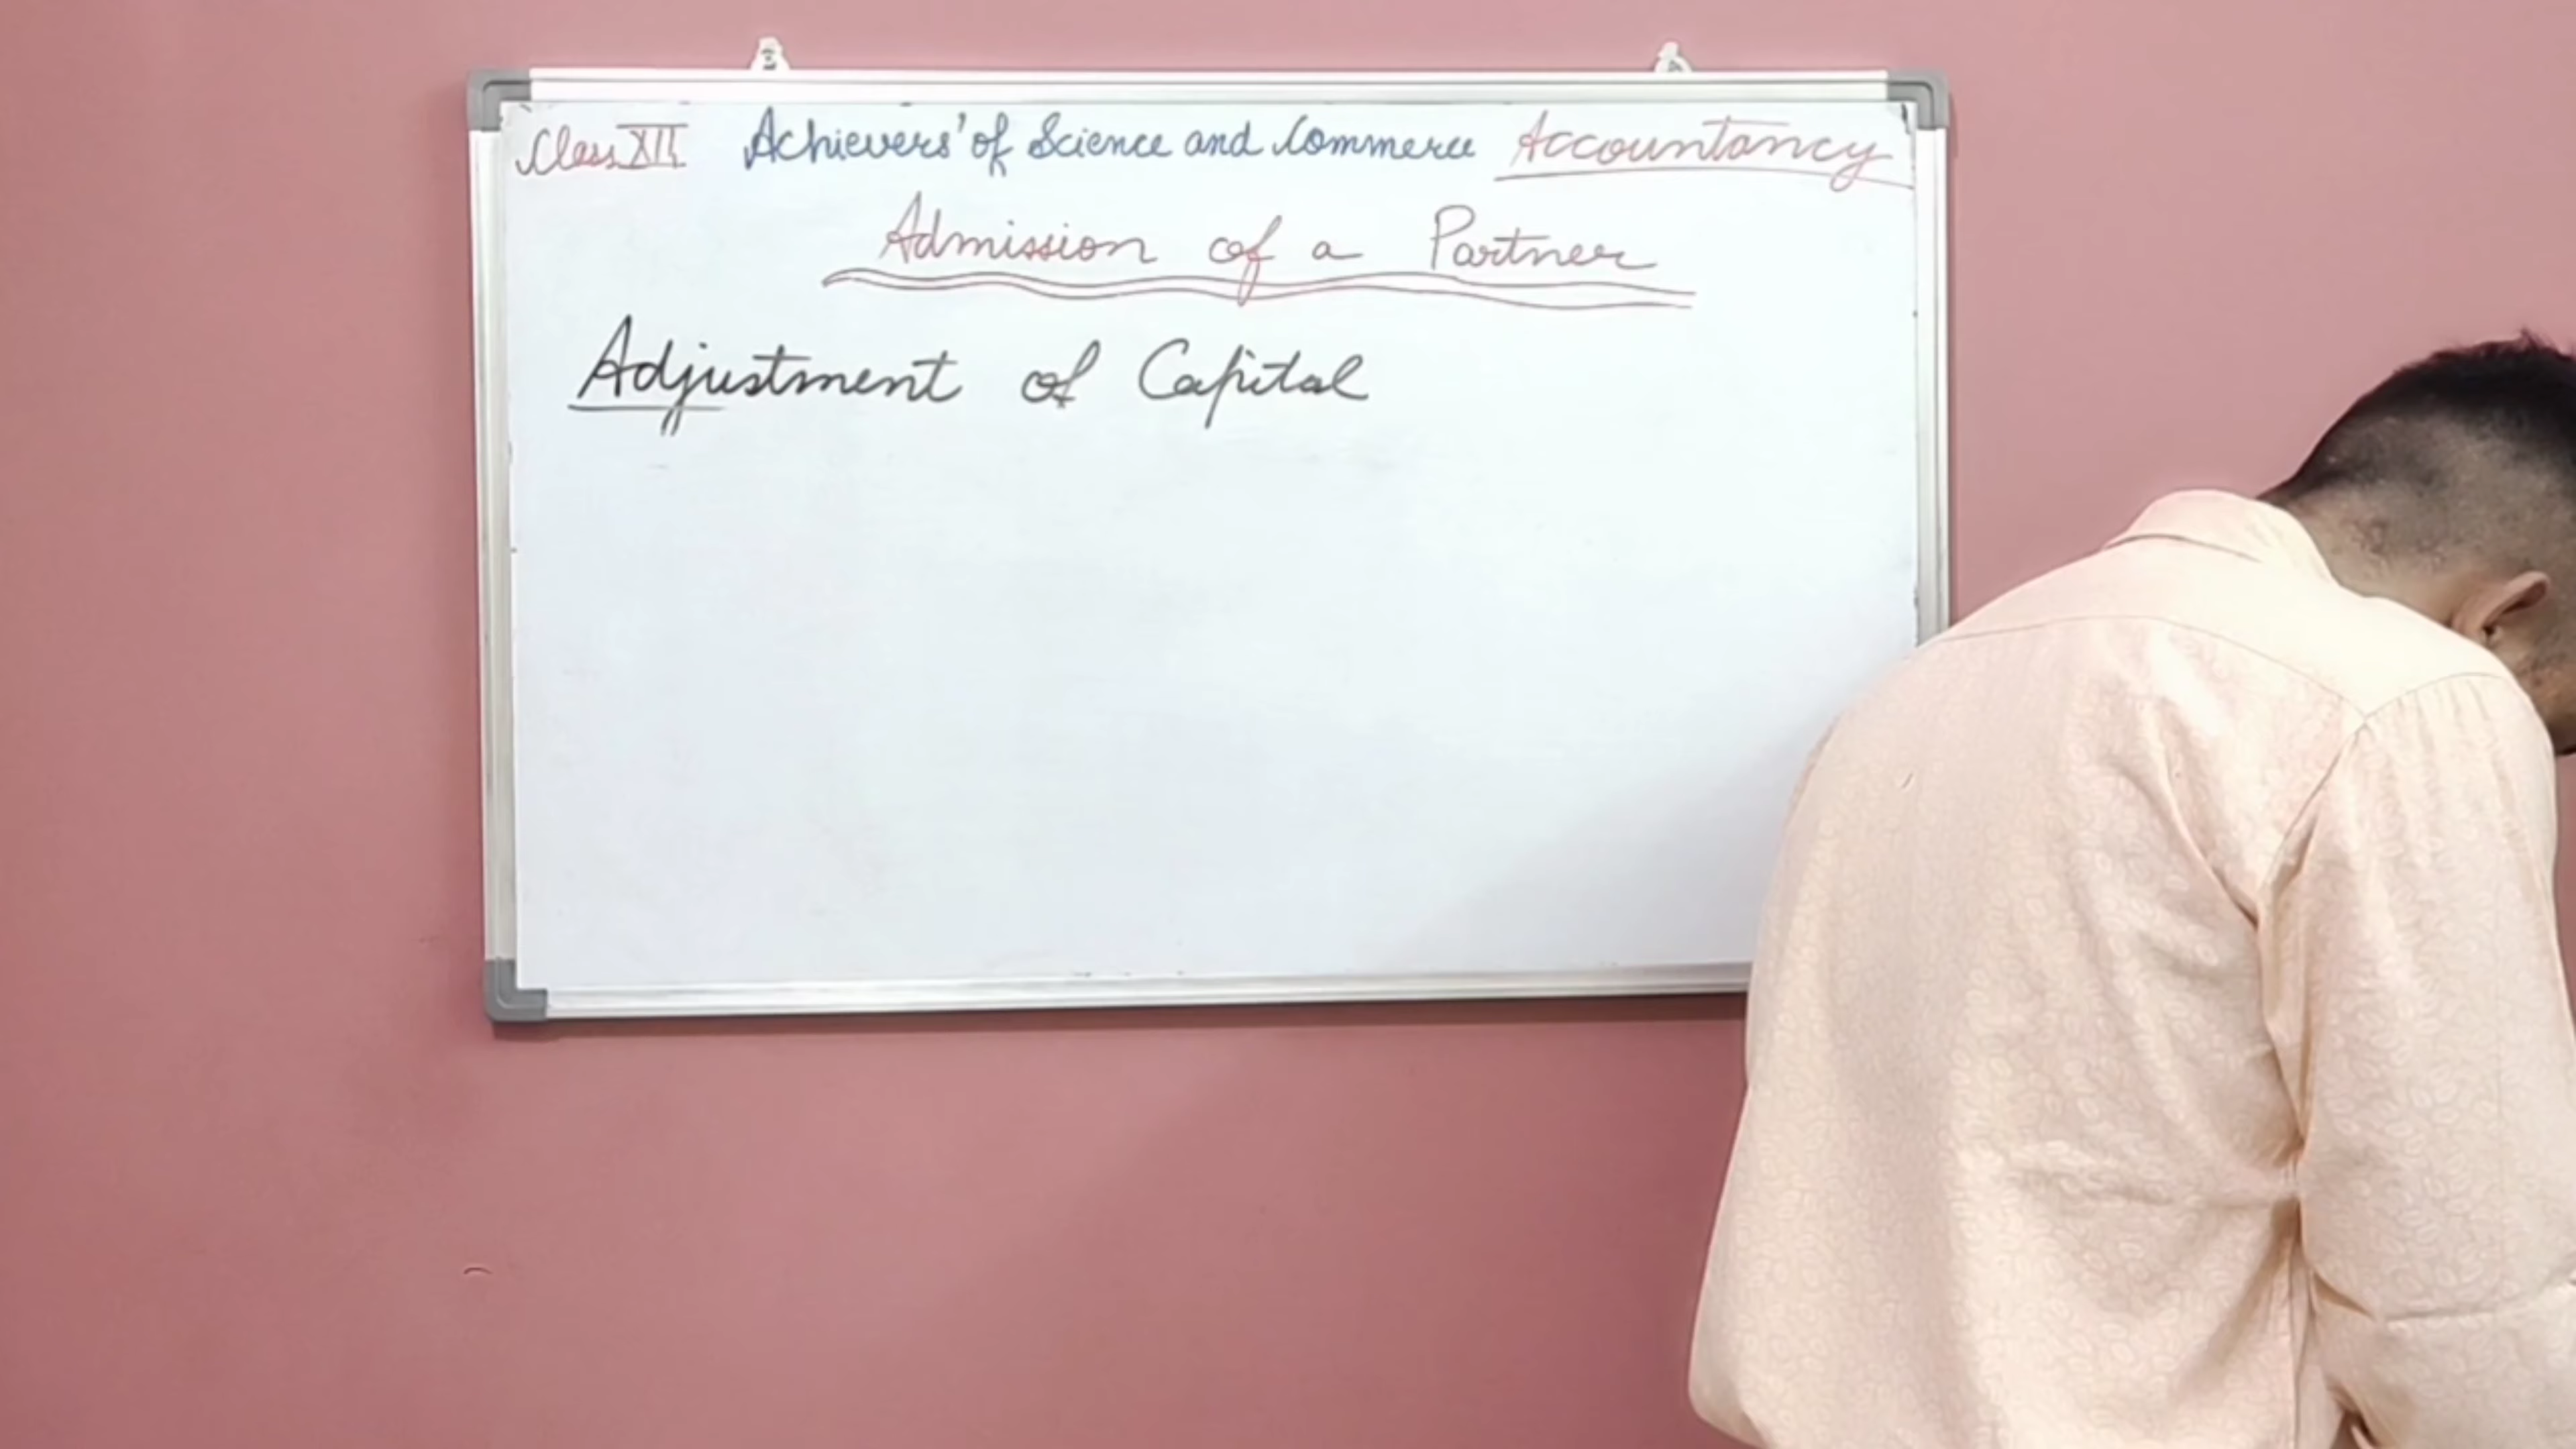 Class XII Achievers' of Science and Commerce Accountancy
Admission of a Partner
Adjustment of Capital